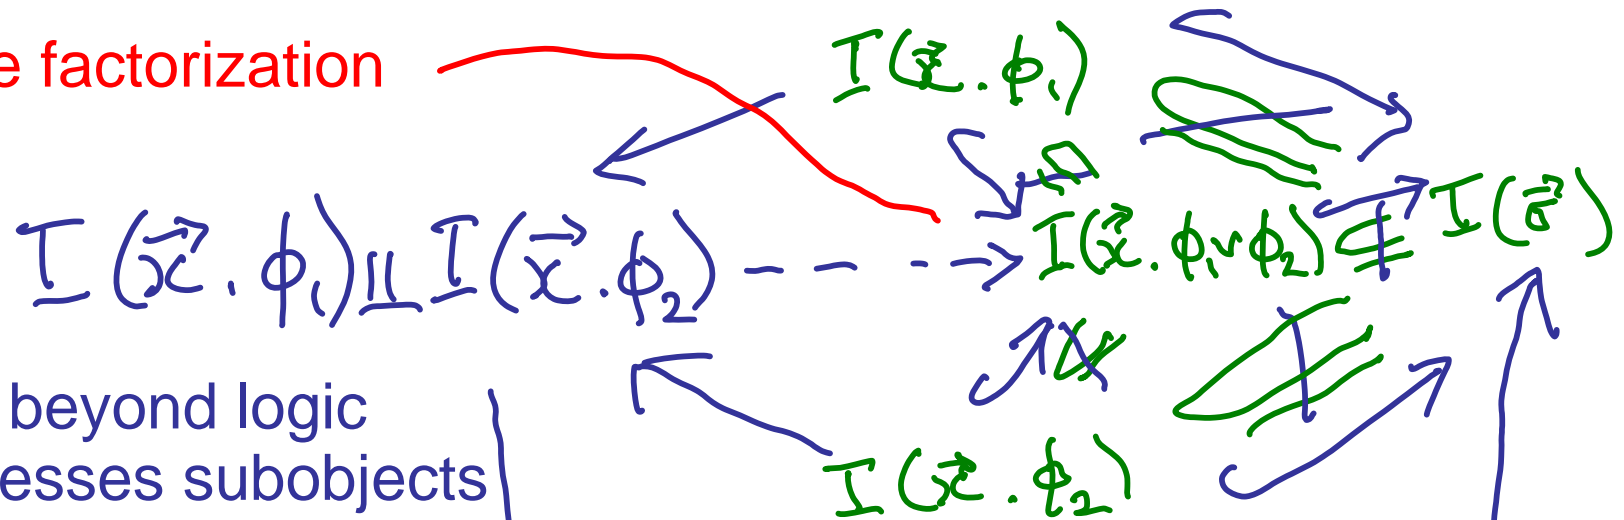 I(x⃗.ϕ₁)
e factorization
I(x⃗.ϕ₁)⨿I(x⃗.ϕ₂) I(x⃗.ϕ₁∨ϕ₂) I(σ⃗)
beyond logic
esses subobjects
I(x⃗.ϕ₂)